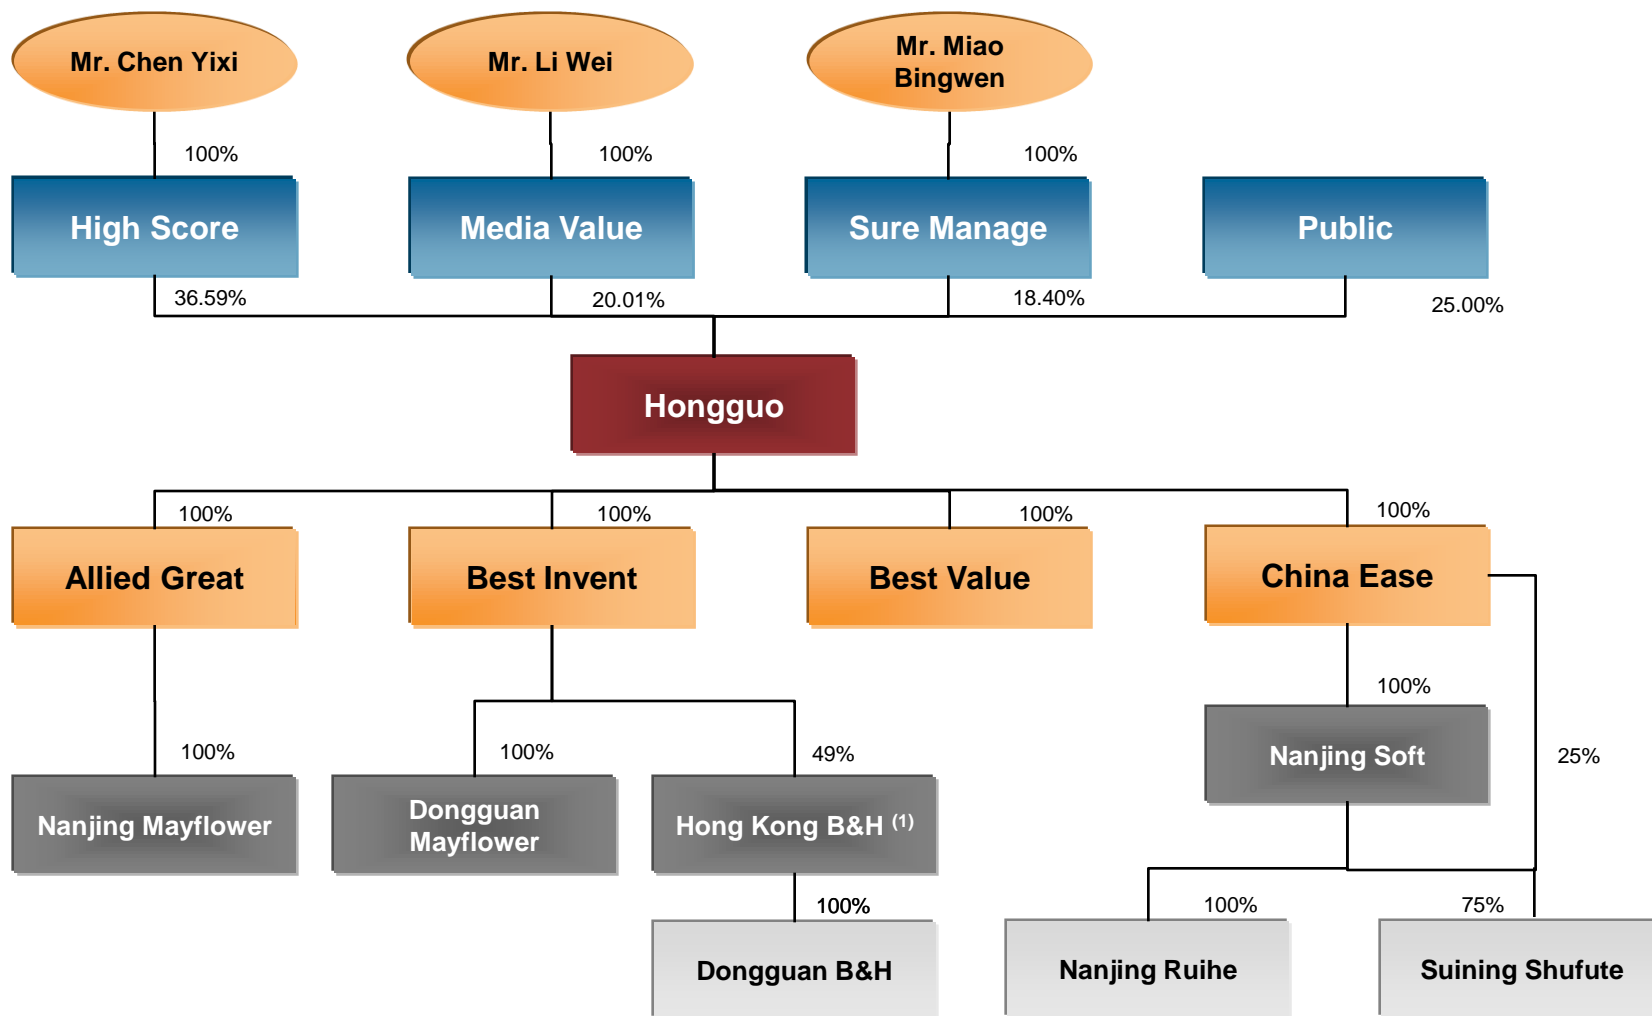 Mr. Chen Yixi
Mr. Li Wei
Mr. Miao
Bingwen
100%
100%
100%
High Score
Media Value
Sure Manage
Public
36.59%
20.01%
18.40%
25.00%
Hongguo
100%
100%
100%
100%
Allied Great
Best Invent
Best Value
China Ease
100%
Nanjing Soft
25%
100%
100%
49%
Nanjing Mayflower
Dongguan
Mayflower
Hong Kong B&H (1)
100%
100%
75%
Dongguan B&H
Nanjing Ruihe
Suining Shufute